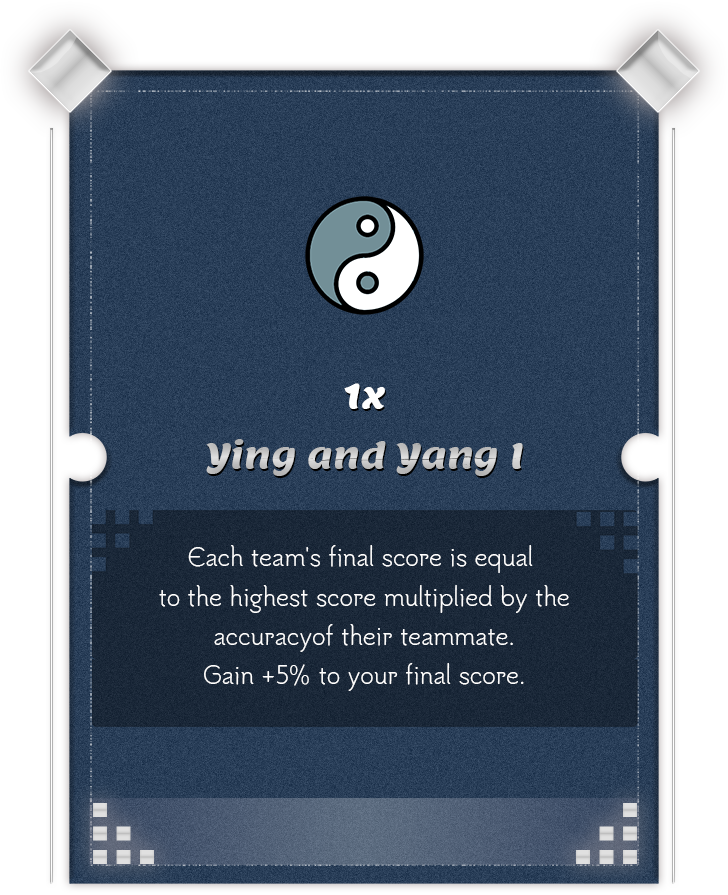 1x
Ying and Yang 1
Each team's final score is equal
to the highest score multiplied by the
accuracyof their teammate.
Gain +5% to your final score.